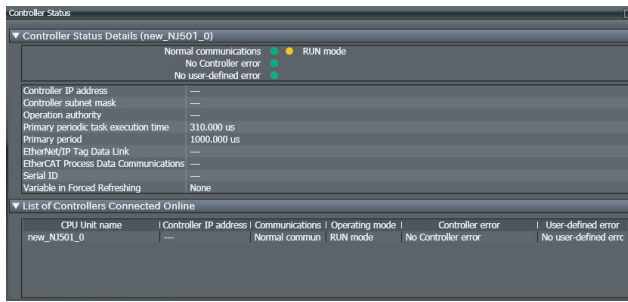 Controller Status
▼ Controller Status Details (new_NJ501_0)
Normal communications RUN mode
No Controller error
No user-defined error
Controller IP address ---
Controller subnet mask ---
Operation authority ---
Primary periodic task execution time 310.000 us
Primary period 1000.000 us
EtherNet/IP Tag Data Link ---
EtherCAT Process Data Communications ---
Serial ID ---
Variable in Forced Refreshing None
▼ List of Controllers Connected Online
CPU Unit name | Controller IP address | Communications | Operating mode | Controller error | User-defined error
new_NJ501_0 --- Normal commun RUN mode No Controller error No user-defined errc